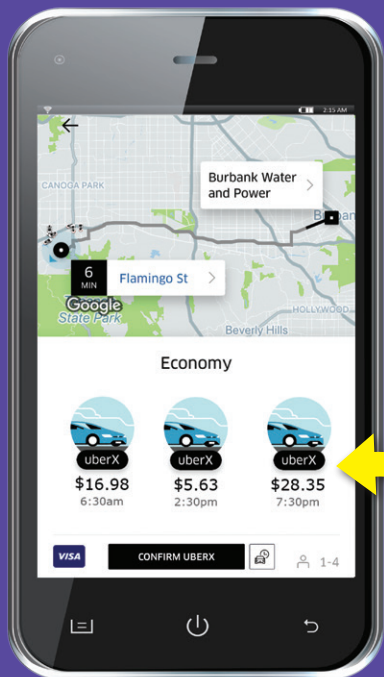 2:15 AM
CANOGA PARK
Burbank Water
and Power
Burban
6
MIN
Flamingo St
Google
State Park
HOLLYWOOD
Beverly Hills
Economy
uberX
uberX
uberX
$16.98
$5.63
$28.35
6:30am
2:30pm
7:30pm
VISA
CONFIRM UBERX
1-4